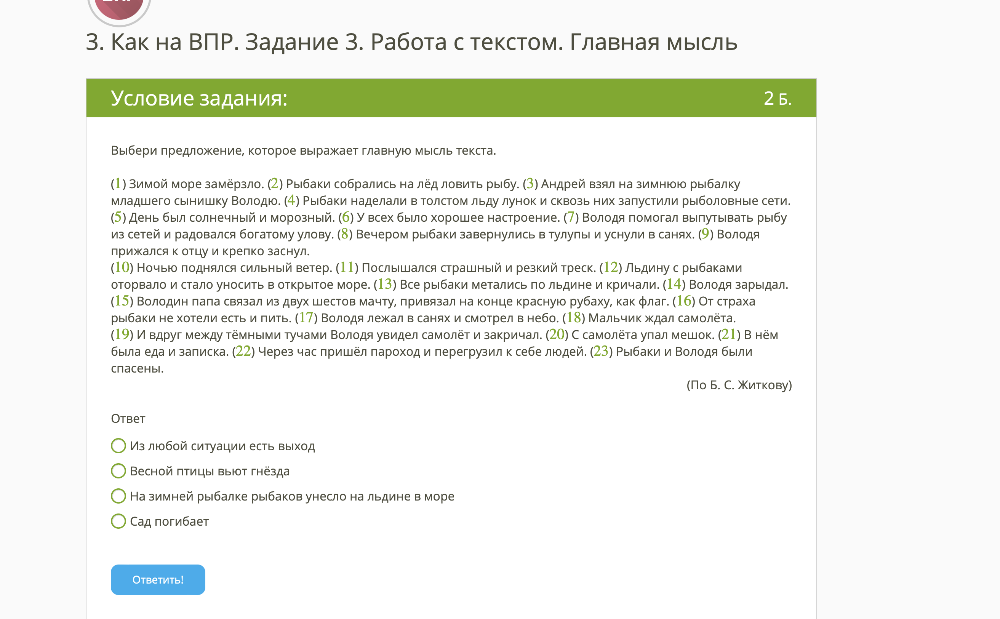 3. Как на ВПР. Задание 3. Работа с текстом. Главная мысль
Условие задания:
2 Б.
Выбери предложение, которое выражает главную мысль текста.
(1) Зимой море замёрзло. (2) Рыбаки собрались на лёд ловить рыбу. (3) Андрей взял на зимнюю рыбалку
младшего сынишку Володю. (4) Рыбаки наделали в толстом льду лунок и сквозь них запустили рыболовные сети.
(5) День был солнечный и морозный. (6) У всех было хорошее настроение. (7) Володя помогал выпутывать рыбу
из сетей и радовался богатому улову. (8) Вечером рыбаки завернулись в тулупы и уснули в санях. (9) Володя
прижался к отцу и крепко заснул.
(10) Ночью поднялся сильный ветер. (11) Послышался страшный и резкий треск. (12) Льдину с рыбаками
оторвало и стало уносить в открытое море. (13) Все рыбаки метались по льдине и кричали. (14) Володя зарыдал.
(15) Володин папа связал из двух шестов мачту, привязал на конце красную рубаху, как флаг. (16) От страха
рыбаки не хотели есть и пить. (17) Володя лежал в санях и смотрел в небо. (18) Мальчик ждал самолёта.
(19) И вдруг между тёмными тучами Володя увидел самолёт и закричал. (20) С самолёта упал мешок. (21) В нём
была еда и записка. (22) Через час пришёл пароход и перегрузил к себе людей. (23) Рыбаки и Володя были
спасены.
(По Б. С. Житкову)
Ответ
Из любой ситуации есть выход
Весной птицы вьют гнёзда
На зимней рыбалке рыбаков унесло на льдине в море
Сад погибает
Ответить!